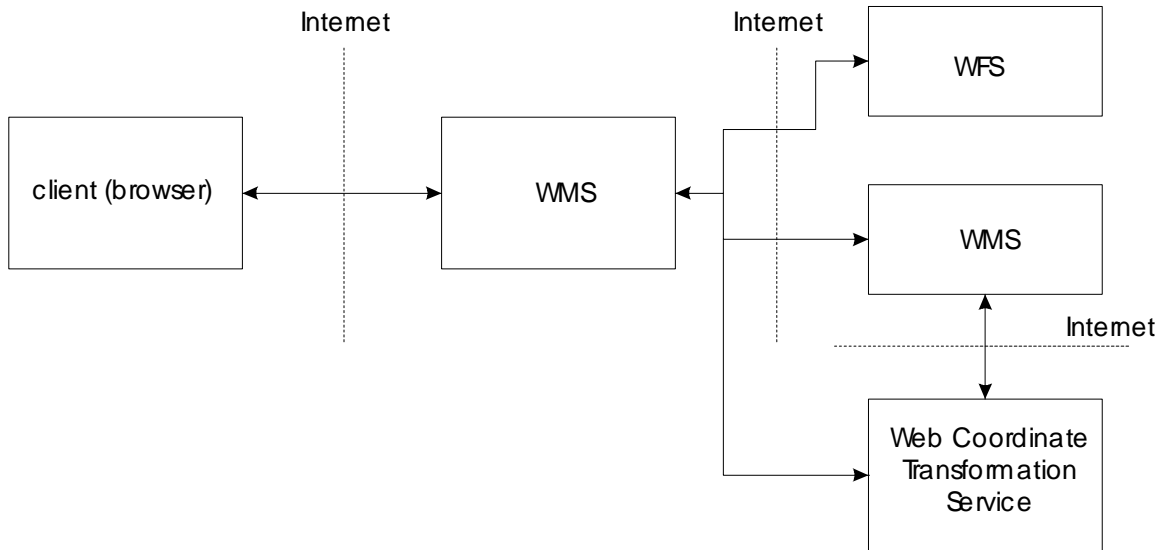 Internet
Internet
WFS
client (browser)
WMS
WMS
Internet
Web Coordinate
Transformation
Service